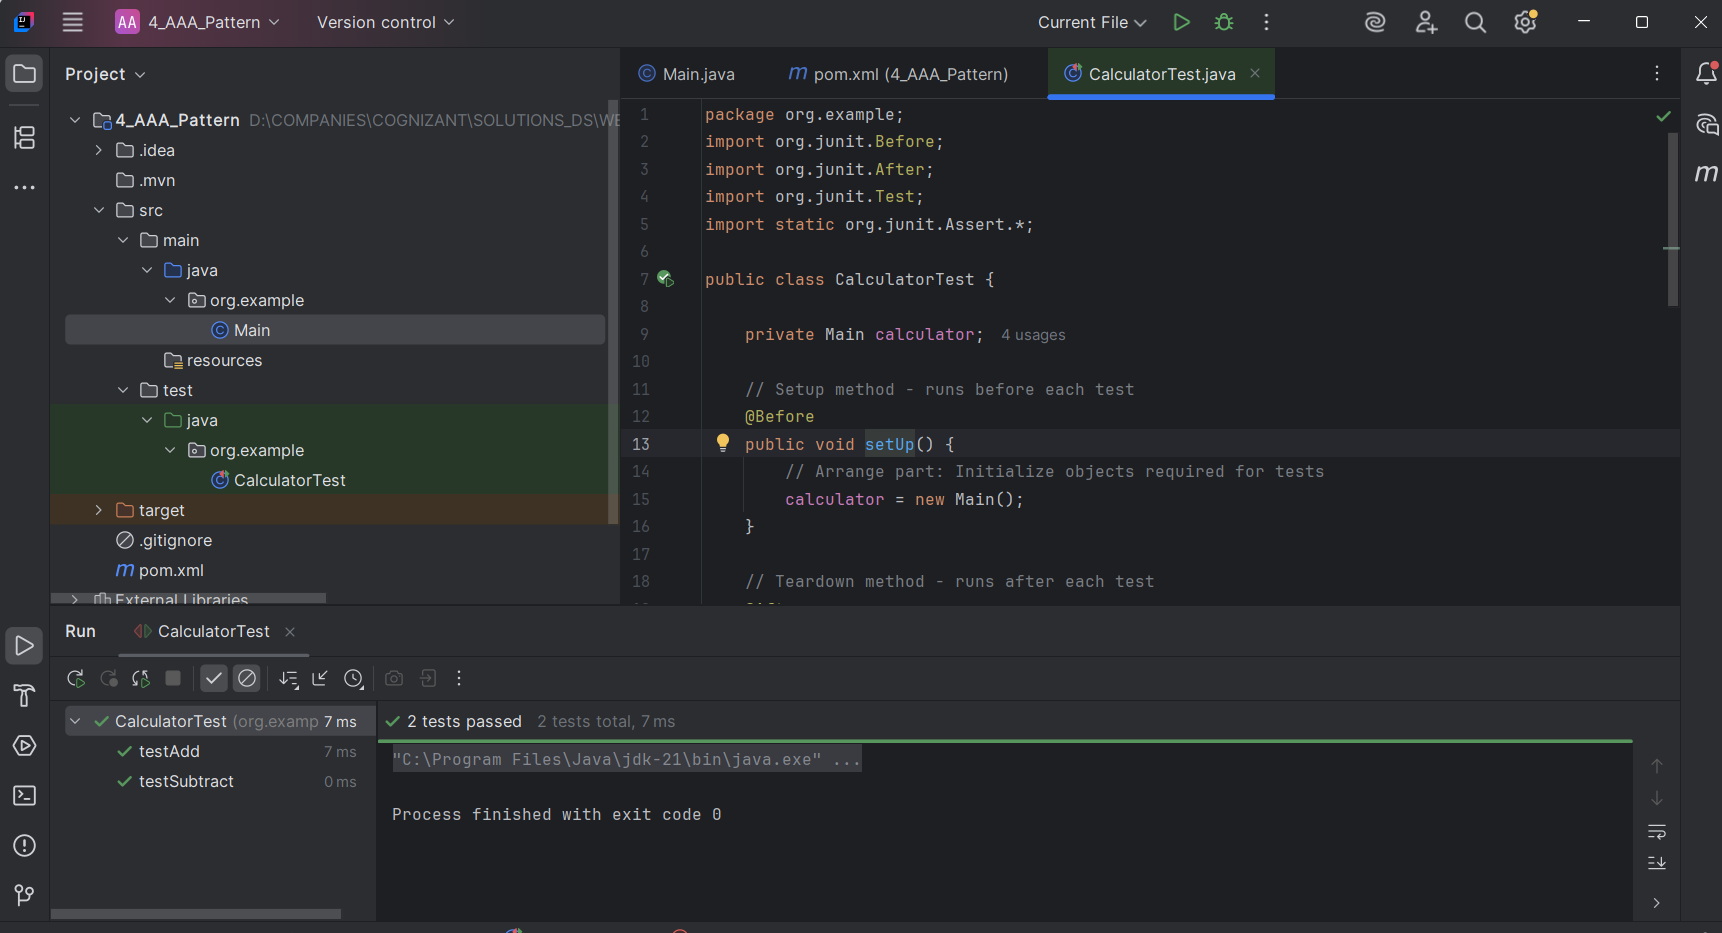 AA 4_AAA_Pattern Version control Current File
Project
4_AAA_Pattern D:\COMPANIES\COGNIZANT\SOLUTIONS_DS\WE
.idea
.mvn
src
main
java
org.example
Main
resources
test
java
org.example
CalculatorTest
target
.gitignore
pom.xml
External Libraries
Main.java pom.xml (4_AAA_Pattern) CalculatorTest.java
1 package org.example;
2 import org.junit.Before;
3 import org.junit.After;
4 import org.junit.Test;
5 import static org.junit.Assert.*;
6
7 public class CalculatorTest {
8
9 private Main calculator; 4 usages
10
11 // Setup method - runs before each test
12 @Before
13 public void setUp() {
14 // Arrange part: Initialize objects required for tests
15 calculator = new Main();
16 }
17
18 // Teardown method - runs after each test
Run CalculatorTest
CalculatorTest (org.examp 7 ms
testAdd 7 ms
testSubtract 0 ms
2 tests passed 2 tests total, 7 ms
"C:\Program Files\Java\jdk-21\bin\java.exe" ...
Process finished with exit code 0